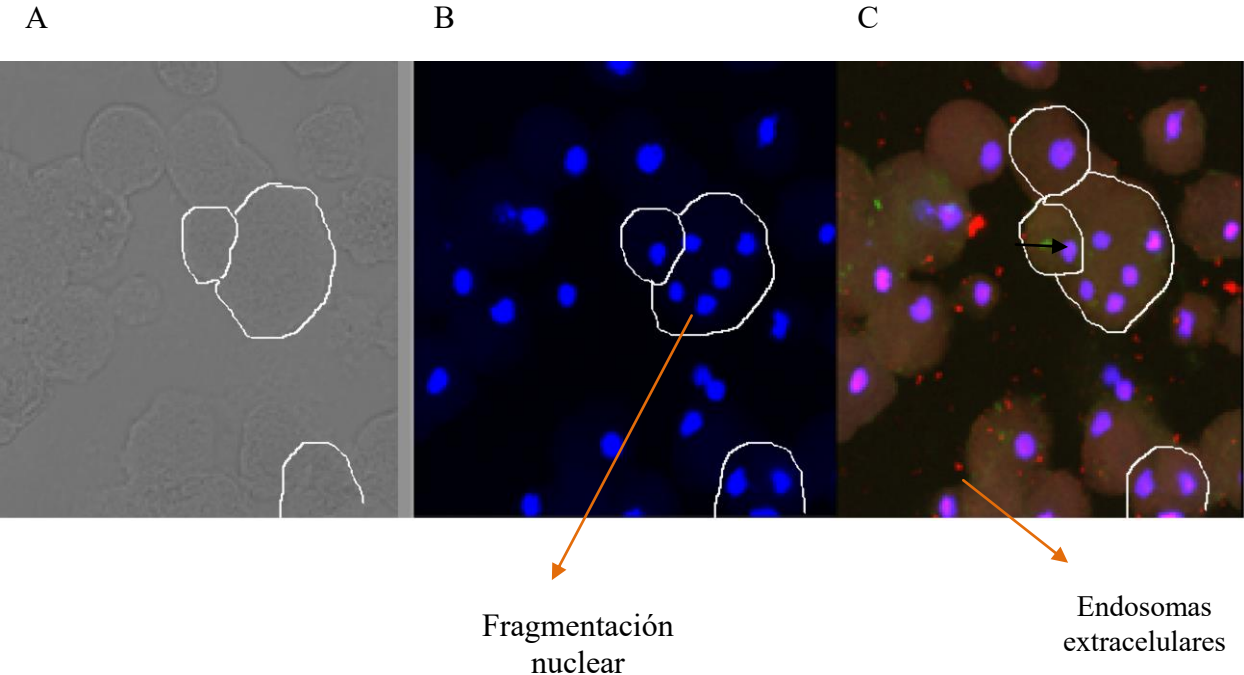 A
B
C
Fragmentación
nuclear
Endosomas
extracelulares